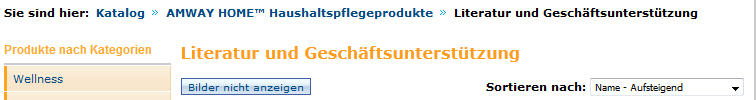 Sie sind hier: Katalog » AMWAY HOME™ Haushaltspflegeprodukte » Literatur und Geschäftsunterstützung
Produkte nach Kategorien
Literatur und Geschäftsunterstützung
Wellness
Bilder nicht anzeigen
Sortieren nach: Name - Aufsteigend